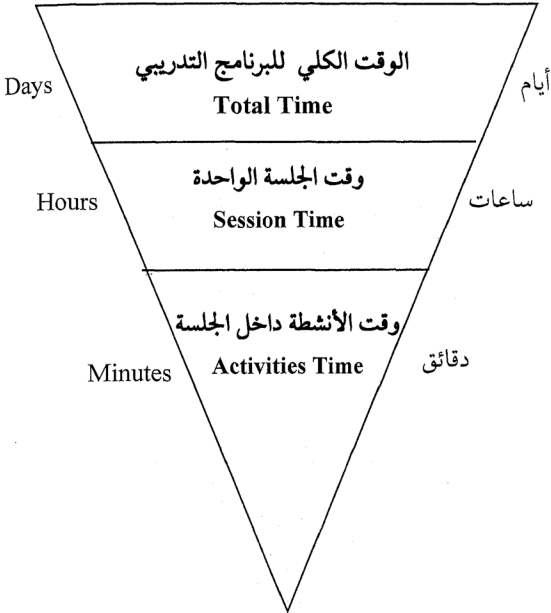 الوقت الكلي للبرنامج التدريبي
Total Time
Days
أيام
وقت الجلسة الواحدة
Session Time
Hours
ساعات
وقت الأنشطة داخل الجلسة
Activities Time
Minutes
دقائق